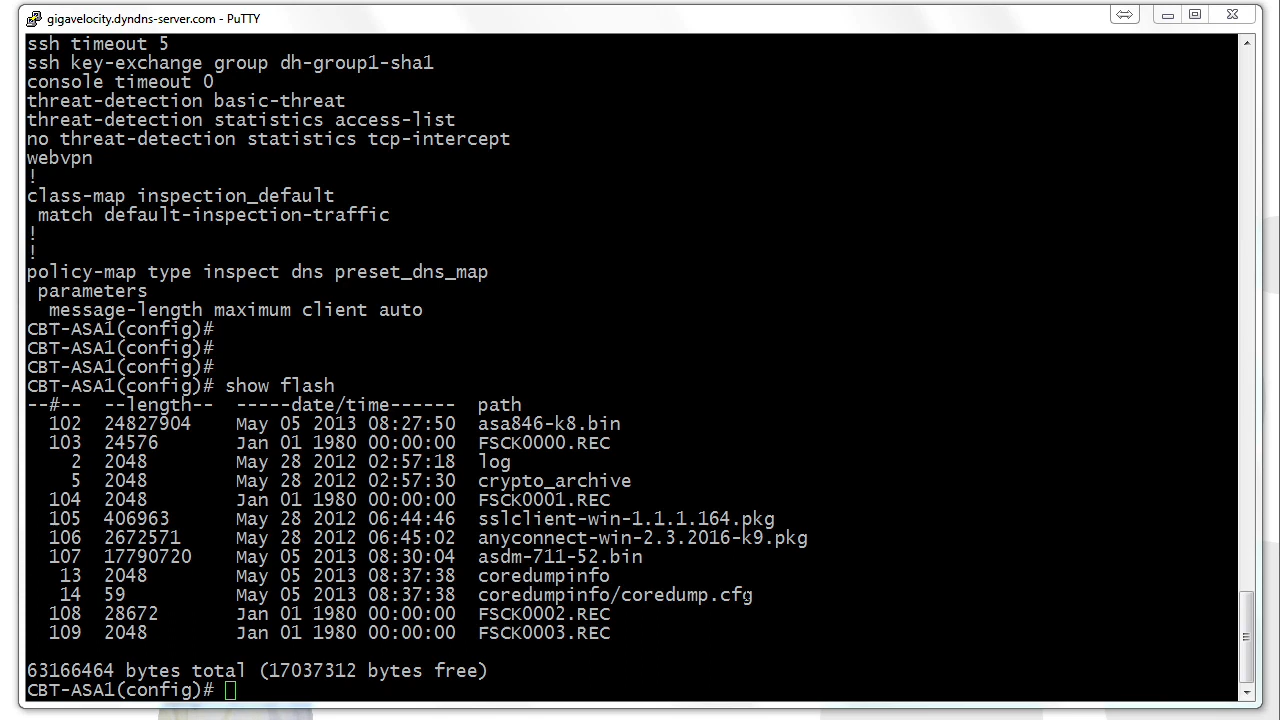 gigavelocity.dyndns-server.com - PuTTY
ssh timeout 5
ssh key-exchange group dh-group1-sha1
console timeout 0
threat-detection basic-threat
threat-detection statistics access-list
no threat-detection statistics tcp-intercept
webvpn
!
class-map inspection_default
 match default-inspection-traffic
!
!
policy-map type inspect dns preset_dns_map
 parameters
  message-length maximum client auto
CBT-ASA1(config)#
CBT-ASA1(config)#
CBT-ASA1(config)#
CBT-ASA1(config)# show flash
--#--  --length--  -----date/time------  path
  102  24827904    May 05 2013 08:27:50  asa846-k8.bin
  103  24576       Jan 01 1980 00:00:00  FSCK0000.REC
    2  2048        May 28 2012 02:57:18  log
    5  2048        May 28 2012 02:57:30  crypto_archive
  104  2048        Jan 01 1980 00:00:00  FSCK0001.REC
  105  406963      May 28 2012 06:44:46  sslclient-win-1.1.1.164.pkg
  106  2672571     May 28 2012 06:45:02  anyconnect-win-2.3.2016-k9.pkg
  107  17790720    May 05 2013 08:30:04  asdm-711-52.bin
   13  2048        May 05 2013 08:37:38  coredumpinfo
   14  59          May 05 2013 08:37:38  coredumpinfo/coredump.cfg
  108  28672       Jan 01 1980 00:00:00  FSCK0002.REC
  109  2048        Jan 01 1980 00:00:00  FSCK0003.REC
63166464 bytes total (17037312 bytes free)
CBT-ASA1(config)#